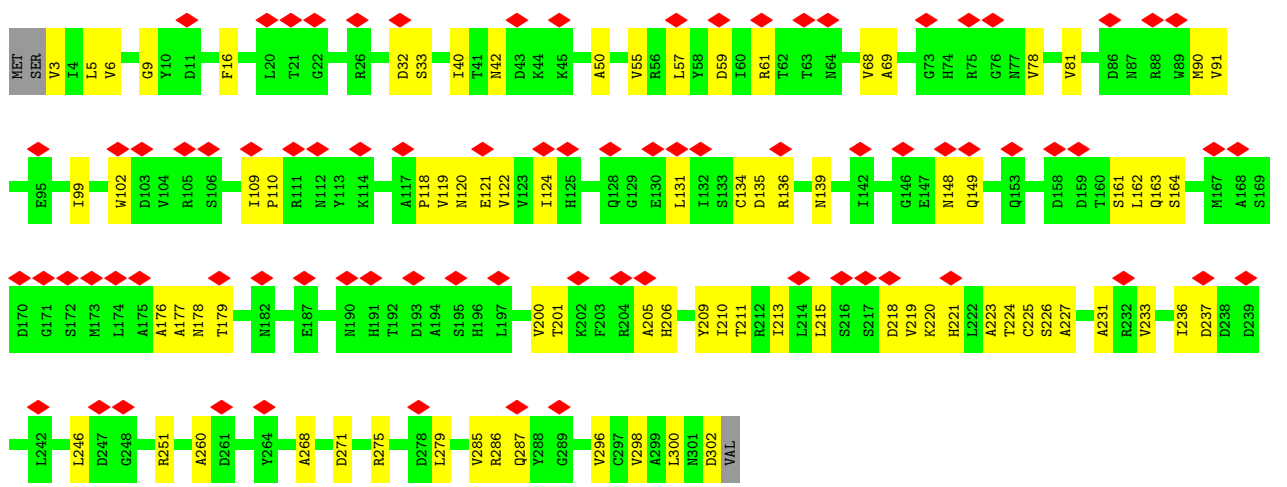 MET SER V3 I4 L5 V6 G9 Y10 D11 F16 L20 T21 G22 R26 D32 S33 I40 T41 N42 D43 K44 K45 A50 V55 R56 L57 Y58 D59 I60 R61 T62 T63 N64 V68 A69 G73 H74 R75 G76 N77 V78 V81 D86 N87 R88 W89 M90 V91
E95 I99 W102 D103 V104 R105 S106 I109 P110 R111 N112 Y113 K114 A117 P118 V119 N120 E121 V122 V123 I124 H125 Q128 G129 E130 L131 I132 S133 C134 D135 R136 N139 I142 G146 E147 N148 Q149 Q153 D158 D159 T160 S161 L162 Q163 S164 M167 A168 S169
D170 G171 S172 M173 L174 A175 A176 A177 N178 T179 N182 E187 N190 H191 T192 D193 A194 S195 H196 L197 V200 T201 K202 F203 R204 A205 H206 Y209 I210 T211 R212 I213 L214 L215 S216 S217 D218 V219 K220 H221 L222 A223 T224 C225 S226 A227 A231 R232 V233 I236 D237 D238 D239
L242 L246 D247 G248 R251 A260 D261 Y264 A268 D271 R275 D278 L279 V285 R286 Q287 Y288 G289 V296 C297 V298 A299 L300 N301 D302 VAL